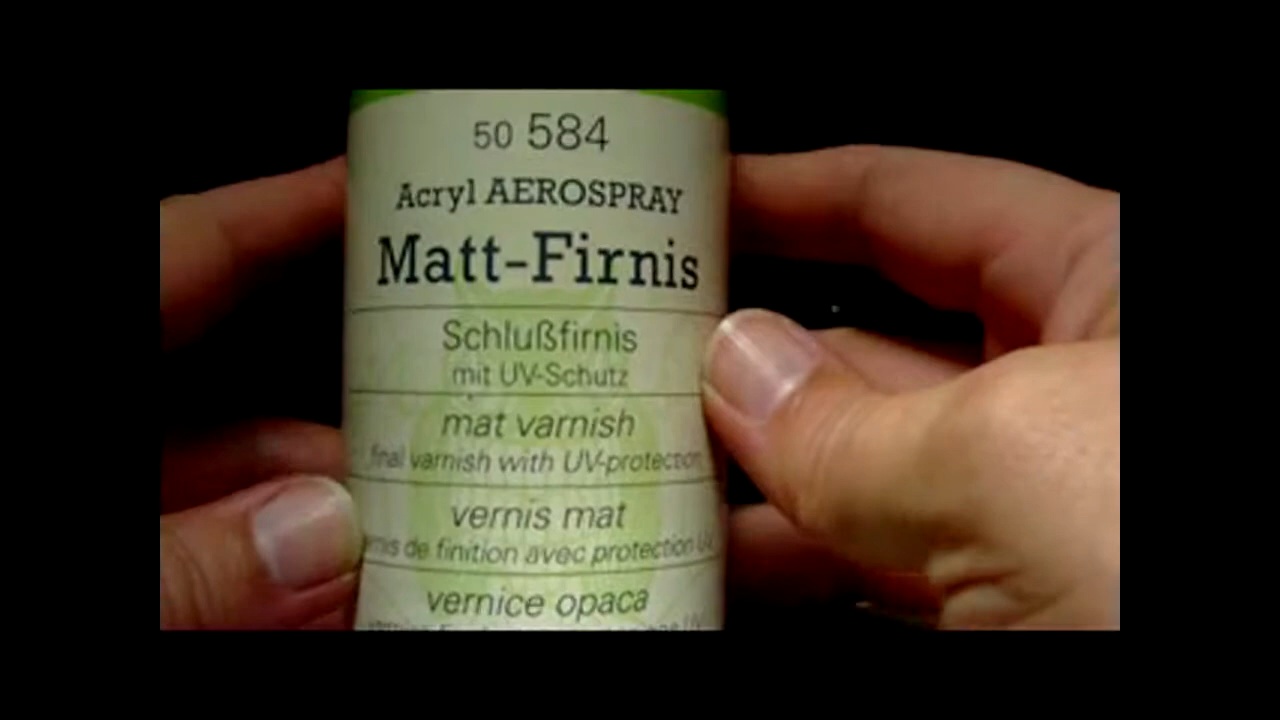 50 584
Acryl AEROSPRAY
Matt-Firnis
Schlußfirnis
mit UV-Schutz
mat varnish
final varnish with UV-protection
vernis mat
de finition avec protection
vernice opaca